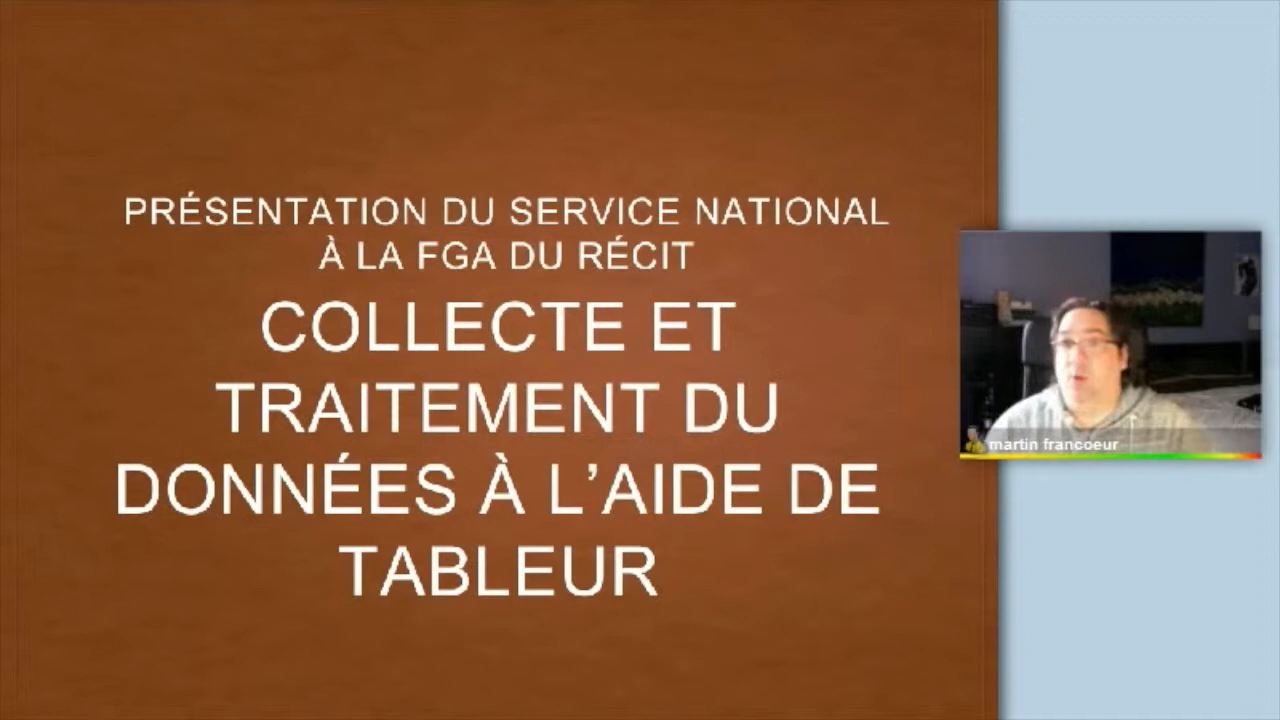 PRÉSENTATION DU SERVICE NATIONAL
À LA FGA DU RÉCIT
COLLECTE ET
TRAITEMENT DU
DONNÉES À L'AIDE DE
TABLEUR
martin francoeur